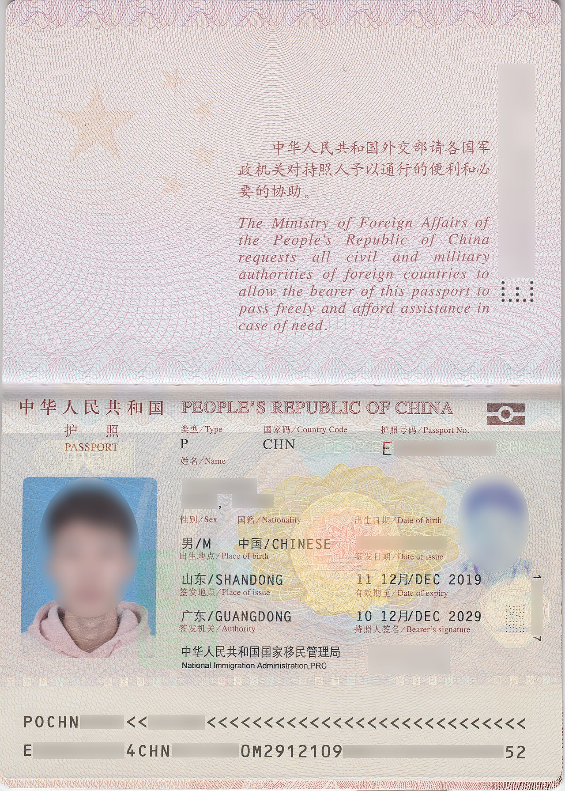 中华人民共和国外交部请各国军
政机关对持照人予以通行的便利和必
要的协助。
The Ministry of Foreign Affairs of
the People's Republic of China
requests all civil and military
authorities of foreign countries to
allow the bearer of this passport to
pass freely and afford assistance in
case of need.
中华人民共和国 PEOPLE'S REPUBLIC OF CHINA
护 照
PASSPORT
类型/Type 国家码/Country Code 护照号码/Passport No.
P CHN E
姓名/Name
,
性别/Sex 国籍/Nationality 出生日期/Date of birth
男/M 中国/CHINESE
出生地点/Place of birth 签发日期/Date of issue
山东/SHANDONG 11 12月/DEC 2019
签发地点/Place of issue 有效期至/Date of expiry
广东/GUANGDONG 10 12月/DEC 2029
签发机关/Authority 持照人签名/Bearer's signature
中华人民共和国国家移民管理局
National Immigration Administration, PRC
1
7
POCHN << <<<<<<<<<<<<<<<<<<<<<<<<<<<
E 4CHN 0M2912109 52